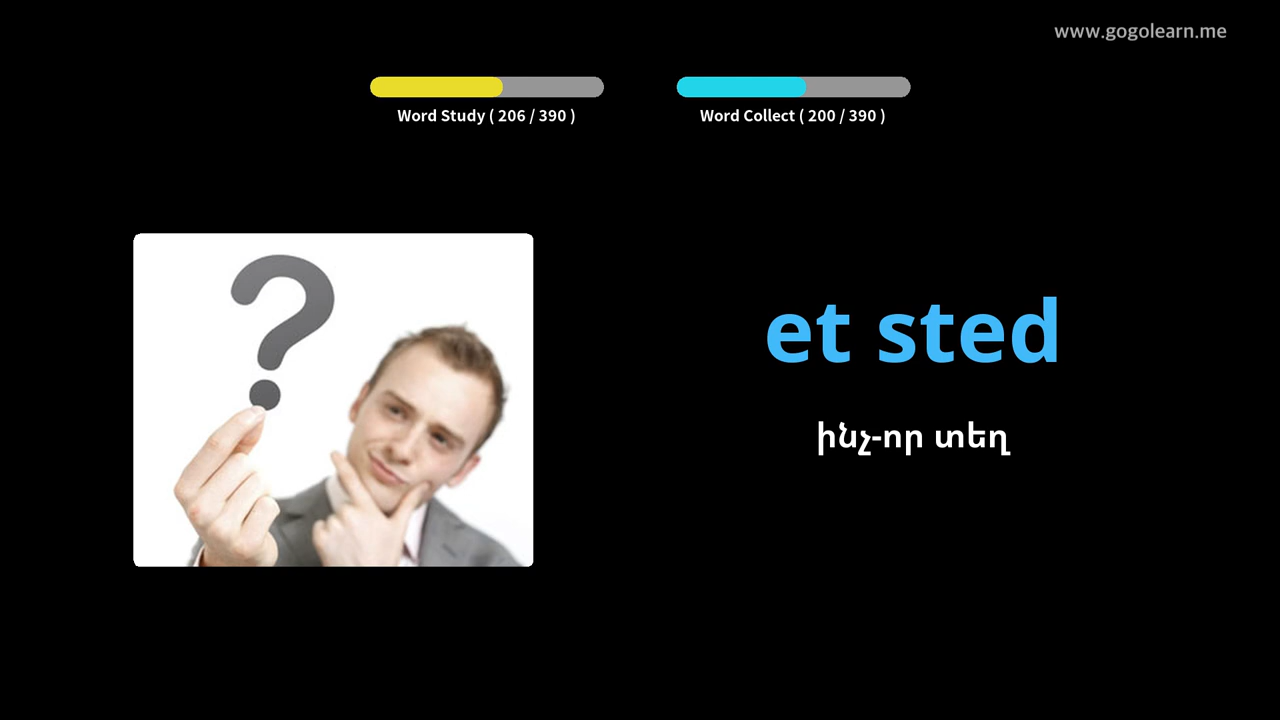 www.gogolearn.me
Word Study ( 206 / 390 )
Word Collect ( 200 / 390 )
et sted
ինչ-որ տեղ